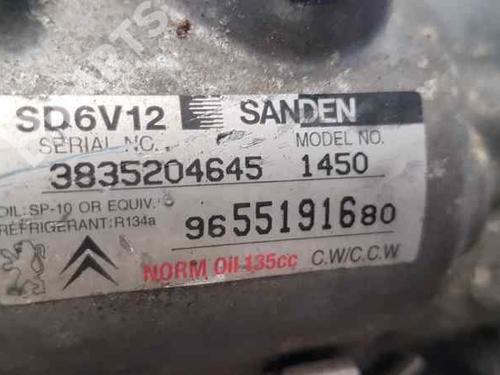 PARTS
SD6V12 SANDEN
SERIAL NO. MODEL NO.
3835204645 1450
OIL: SP-10 OR EQUIV.
REFRIGERANT: R134a
9655191680
NORM Oil 135cc C.W/C.C.W